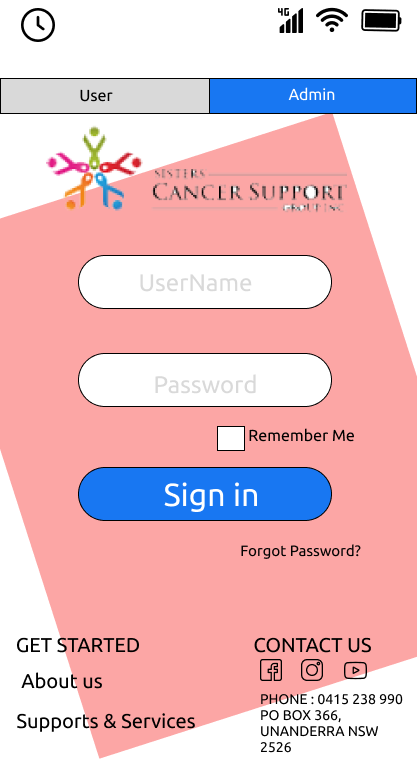 4G
User
Admin
SISTERS
CANCER SUPPORT
GROUP INC
UserName
Password
Remember Me
Sign in
Forgot Password?
GET STARTED
CONTACT US
About us
PHONE : 0415 238 990
PO BOX 366,
Supports & Services
UNANDERRA NSW
2526